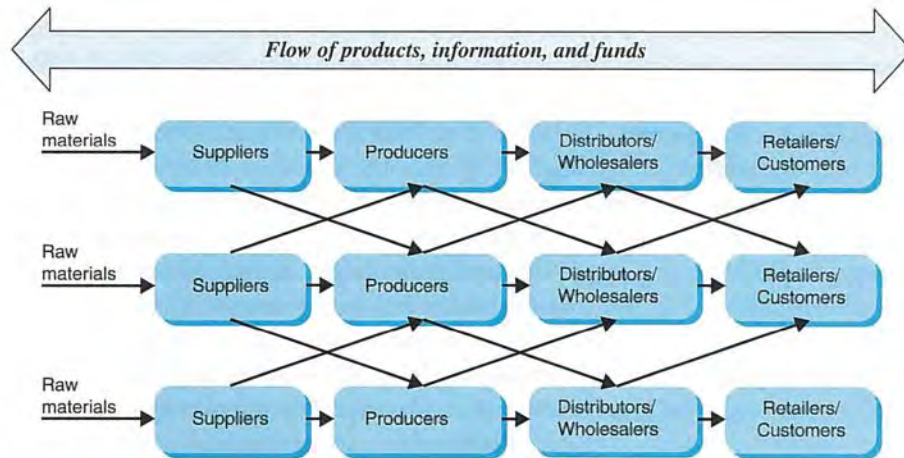 Flow of products, information, and funds
Raw
materials
Suppliers
Producers
Distributors/
Wholesalers
Retailers/
Customers
Raw
materials
Suppliers
Producers
Distributors/
Wholesalers
Retailers/
Customers
Raw
materials
Suppliers
Producers
Distributors/
Wholesalers
Retailers/
Customers